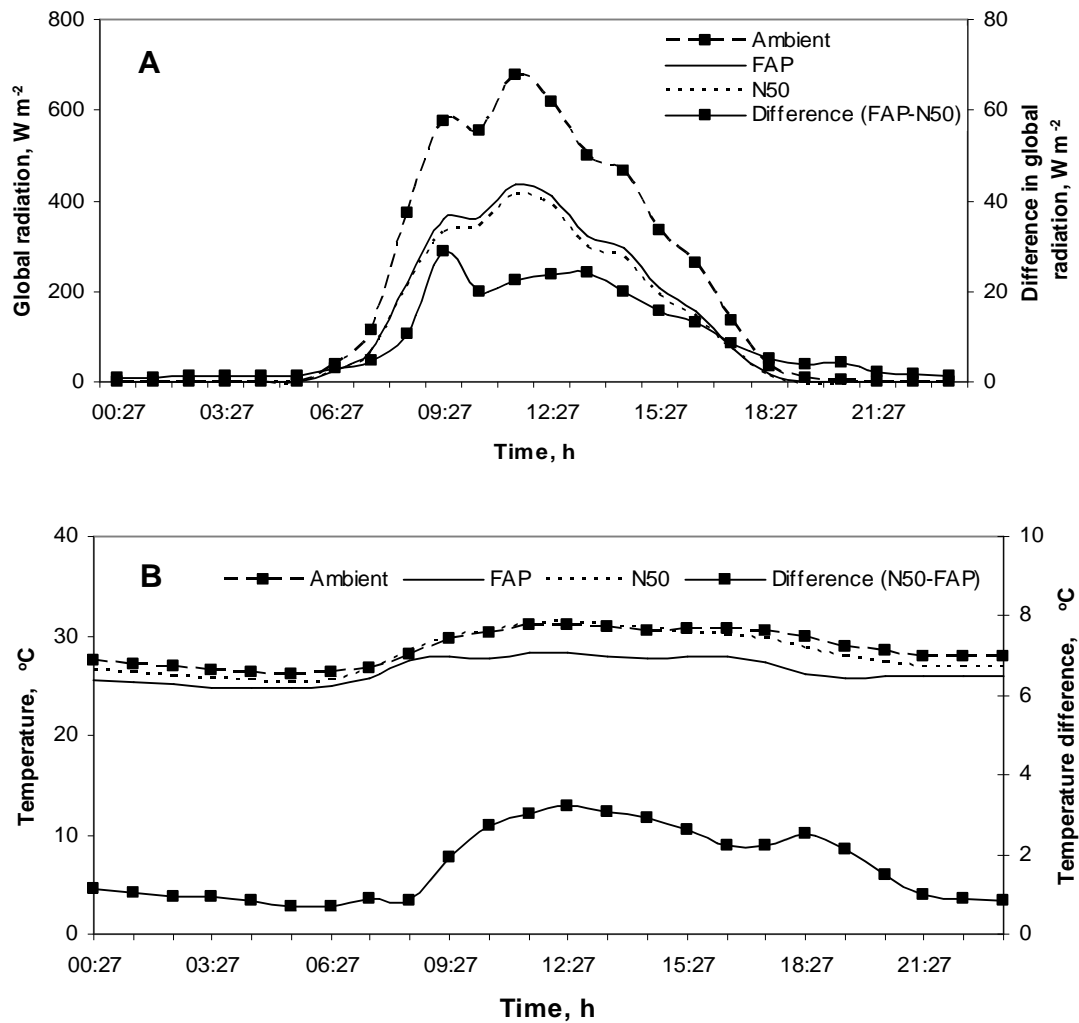 A
Ambient
FAP
N50
Difference (FAP-N50)
800
600
400
200
0
80
60
40
20
0
Global radiation, W m-2
Difference in global
radiation, W m-2
00:27 03:27 06:27 09:27 12:27 15:27 18:27 21:27
Time, h
B
Ambient FAP N50 Difference (N50-FAP)
40
30
20
10
0
10
8
6
4
2
0
Temperature, ºC
Temperature difference, ºC
00:27 03:27 06:27 09:27 12:27 15:27 18:27 21:27
Time, h